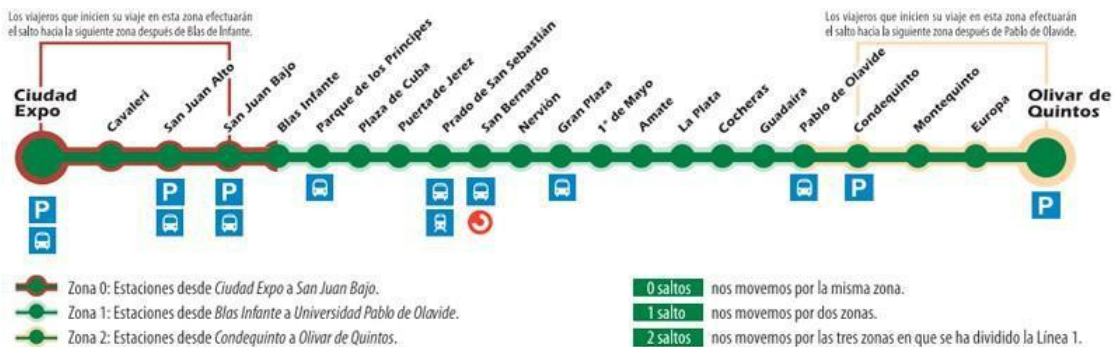 Los viajeros que inicien su viaje en esta zona efectuarán
el salto hacia la siguiente zona después de Blas de Infante.
Los viajeros que inicien su viaje en esta zona efectuarán
el salto hacia la siguiente zona después de Pablo de Olavide.
Ciudad
Expo
Cavaleri
San Juan Alto
San Juan Bajo
Blas Infante
Parque de los Principes
Plaza de Cuba
Puerta de Jerez
Prado de San Sebastián
San Bernardo
Nervión
Gran Plaza
1º de Mayo
Amate
La Plata
Cocheras
Guadaira
Pablo de Olavide
Condequinto
Montequinto
Europa
Olivar de
Quintos
P
P
P
P
P
Zona 0: Estaciones desde Ciudad Expo a San Juan Bajo.
Zona 1: Estaciones desde Blas Infante a Universidad Pablo de Olavide.
Zona 2: Estaciones desde Condequinto a Olivar de Quintos.
0 saltos nos movemos por la misma zona.
1 salto nos movemos por dos zonas.
2 saltos nos movemos por las tres zonas en que se ha dividido la Línea 1.